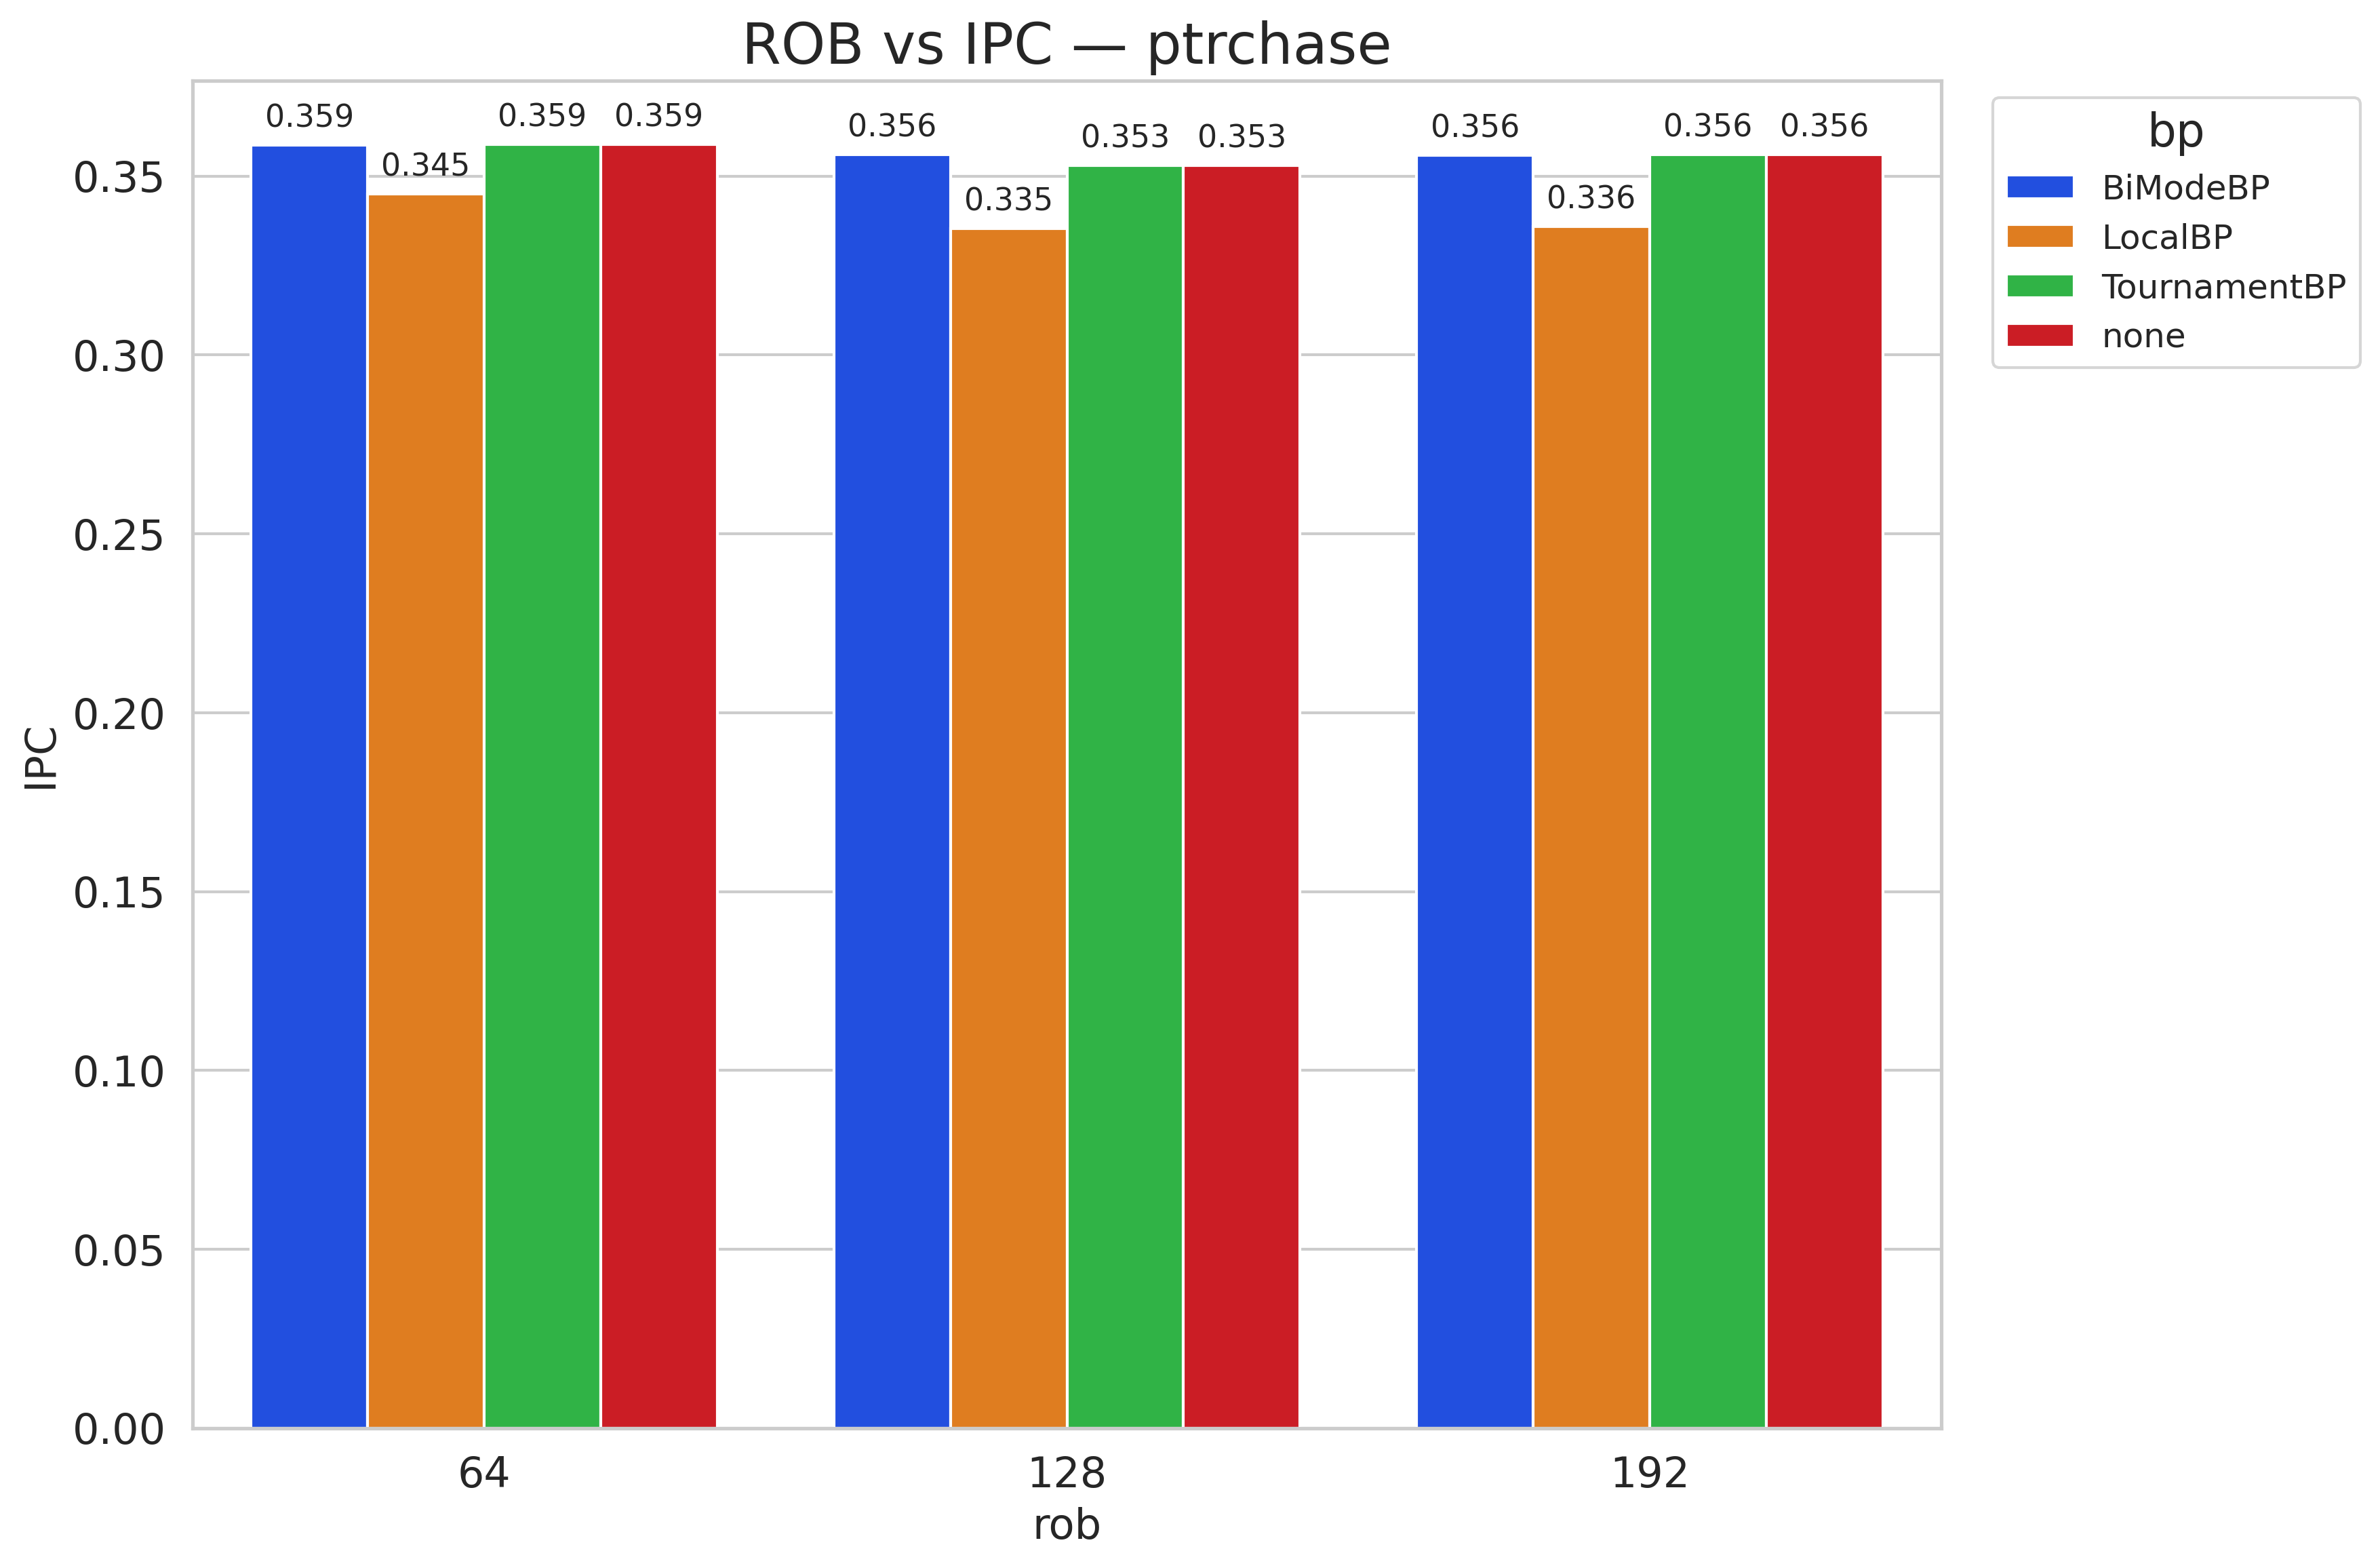 ROB vs IPC — ptrchase
0.359
0.345
0.359
0.359
0.356
0.335
0.353
0.353
0.356
0.336
0.356
0.356
IPC
0.35
0.30
0.25
0.20
0.15
0.10
0.05
0.00
64
128
192
rob
bp
BiModeBP
LocalBP
TournamentBP
none